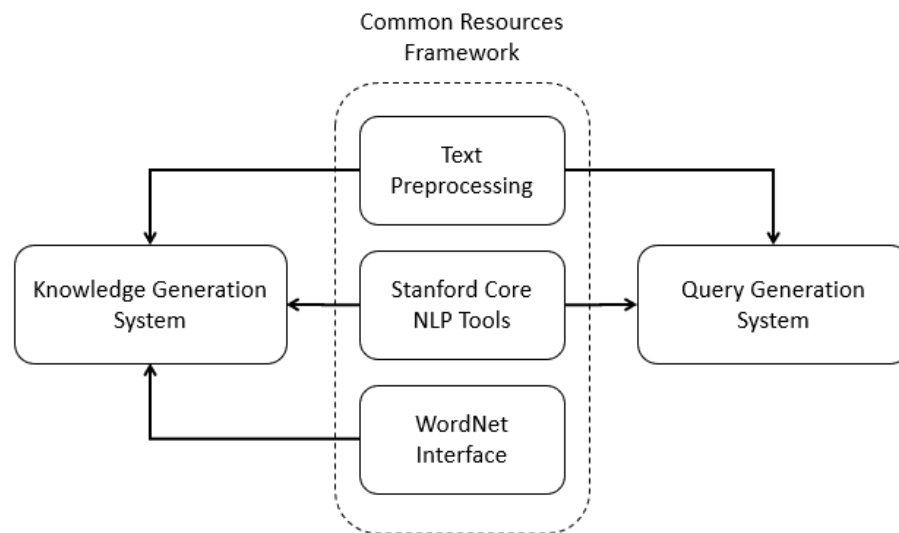 Common Resources
Framework
Text
Preprocessing
Knowledge Generation
System
Stanford Core
NLP Tools
Query Generation
System
WordNet
Interface